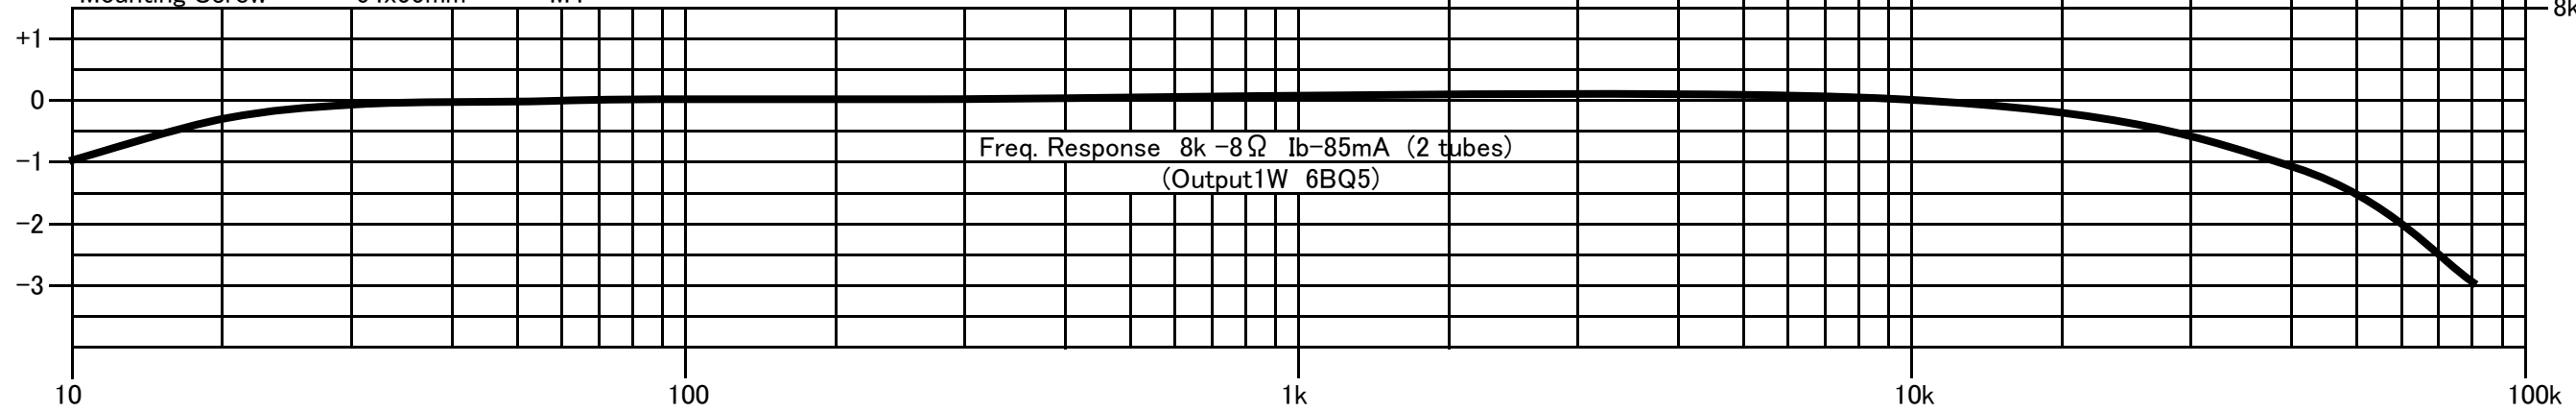 8k
+1
0
-1
-2
-3
Freq. Response 8k -8Ω Ib-85mA (2 tubes)
(Output1W 6BQ5)
10 100 1k 10k 100k